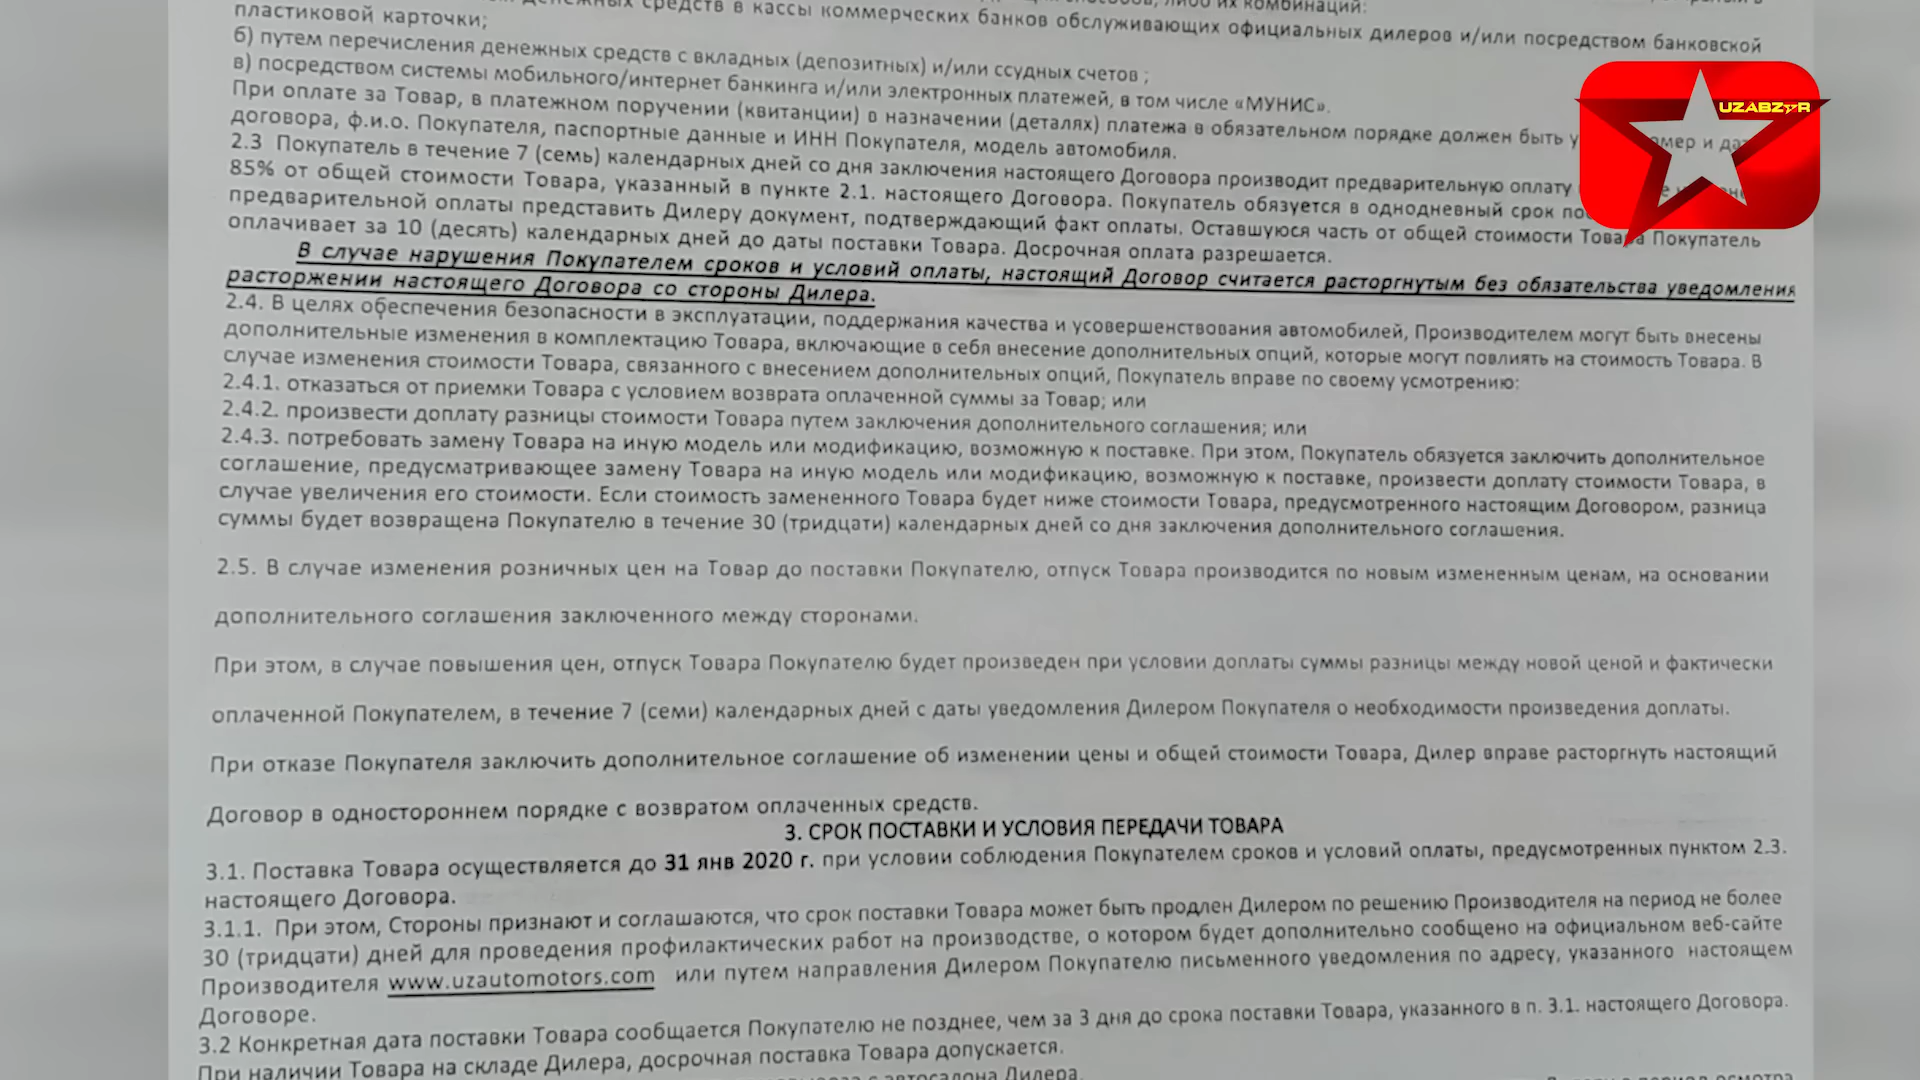 денежных средств в кассы коммерческих банков обслуживающих официальных дилеров и/или посредством банковской
пластиковой карточки;
б) путем перечисления денежных средств с вкладных (депозитных) и/или ссудных счетов ;
в) посредством системы мобильного/интернет банкинга и/или электронных платежей, в том числе «МУНИС».
При оплате за Товар, в платежном поручении (квитанции) в назначении (деталях) платежа в обязательном порядке должен быть
договора, ф.и.о. Покупателя, паспортные данные и ИНН Покупателя, модель автомобиля.
2.3 Покупатель в течение 7 (семь) календарных дней со дня заключения настоящего Договора производит предварительную оплату
85% от общей стоимости Товара, указанный в пункте 2.1. настоящего Договора. Покупатель обязуется в однодневный срок
предварительной оплаты представить Дилеру документ, подтверждающий факт оплаты. Оставшуюся часть от общей стоимости Товара Покупатель
оплачивает за 10 (десять) календарных дней до даты поставки Товара. Досрочная оплата разрешается.
В случае нарушения Покупателем сроков и условий оплаты, настоящий Договор считается расторгнутым без обязательства уведомления
расторжении настоящего Договора со стороны Дилера.
2.4. В целях обеспечения безопасности в эксплуатации, поддержания качества и усовершенствования автомобилей, Производителем могут быть внесены
дополнительные изменения в комплектацию Товара, включающие в себя внесение дополнительных опций, которые могут повлиять на стоимость Товара. В
случае изменения стоимости Товара, связанного с внесением дополнительных опций, Покупатель вправе по своему усмотрению:
2.4.1. отказаться от приемки Товара с условием возврата оплаченной суммы за Товар; или
2.4.2. произвести доплату разницы стоимости Товара путем заключения дополнительного соглашения; или
2.4.3. потребовать замену Товара на иную модель или модификацию, возможную к поставке. При этом, Покупатель обязуется заключить дополнительное
соглашение, предусматривающее замену Товара на иную модель или модификацию, возможную к поставке, произвести доплату стоимости Товара, в
случае увеличения его стоимости. Если стоимость замененного Товара будет ниже стоимости Товара, предусмотренного настоящим Договором, разница
суммы будет возвращена Покупателю в течение 30 (тридцати) календарных дней со дня заключения дополнительного соглашения.
2.5. В случае изменения розничных цен на Товар до поставки Покупателю, отпуск Товара производится по новым измененным ценам, на основании
дополнительного соглашения заключенного между сторонами.
При этом, в случае повышения цен, отпуск Товара Покупателю будет произведен при условии доплаты суммы разницы между новой ценой и фактически
оплаченной Покупателем, в течение 7 (семи) календарных дней с даты уведомления Дилером Покупателя о необходимости произведения доплаты.
При отказе Покупателя заключить дополнительное соглашение об изменении цены и общей стоимости Товара, Дилер вправе расторгнуть настоящий
Договор в одностороннем порядке с возвратом оплаченных средств.
3. СРОК ПОСТАВКИ И УСЛОВИЯ ПЕРЕДАЧИ ТОВАРА
3.1. Поставка Товара осуществляется до 31 янв 2020 г. при условии соблюдения Покупателем сроков и условий оплаты, предусмотренных пунктом 2.3.
настоящего Договора.
3.1.1. При этом, Стороны признают и соглашаются, что срок поставки Товара может быть продлен Дилером по решению Производителя на период не более
30 (тридцати) дней для проведения профилактических работ на производстве, о котором будет дополнительно сообщено на официальном веб-сайте
Производителя www.uzautomotors.com или путем направления Дилером Покупателю письменного уведомления по адресу, указанного настоящем
Договоре.
3.2 Конкретная дата поставки Товара сообщается Покупателю не позднее, чем за 3 дня до срока поставки Товара, указанного в п. 3.1. настоящего Договора.
При наличии Товара на складе Дилера, досрочная поставка Товара допускается.
UZABZOR